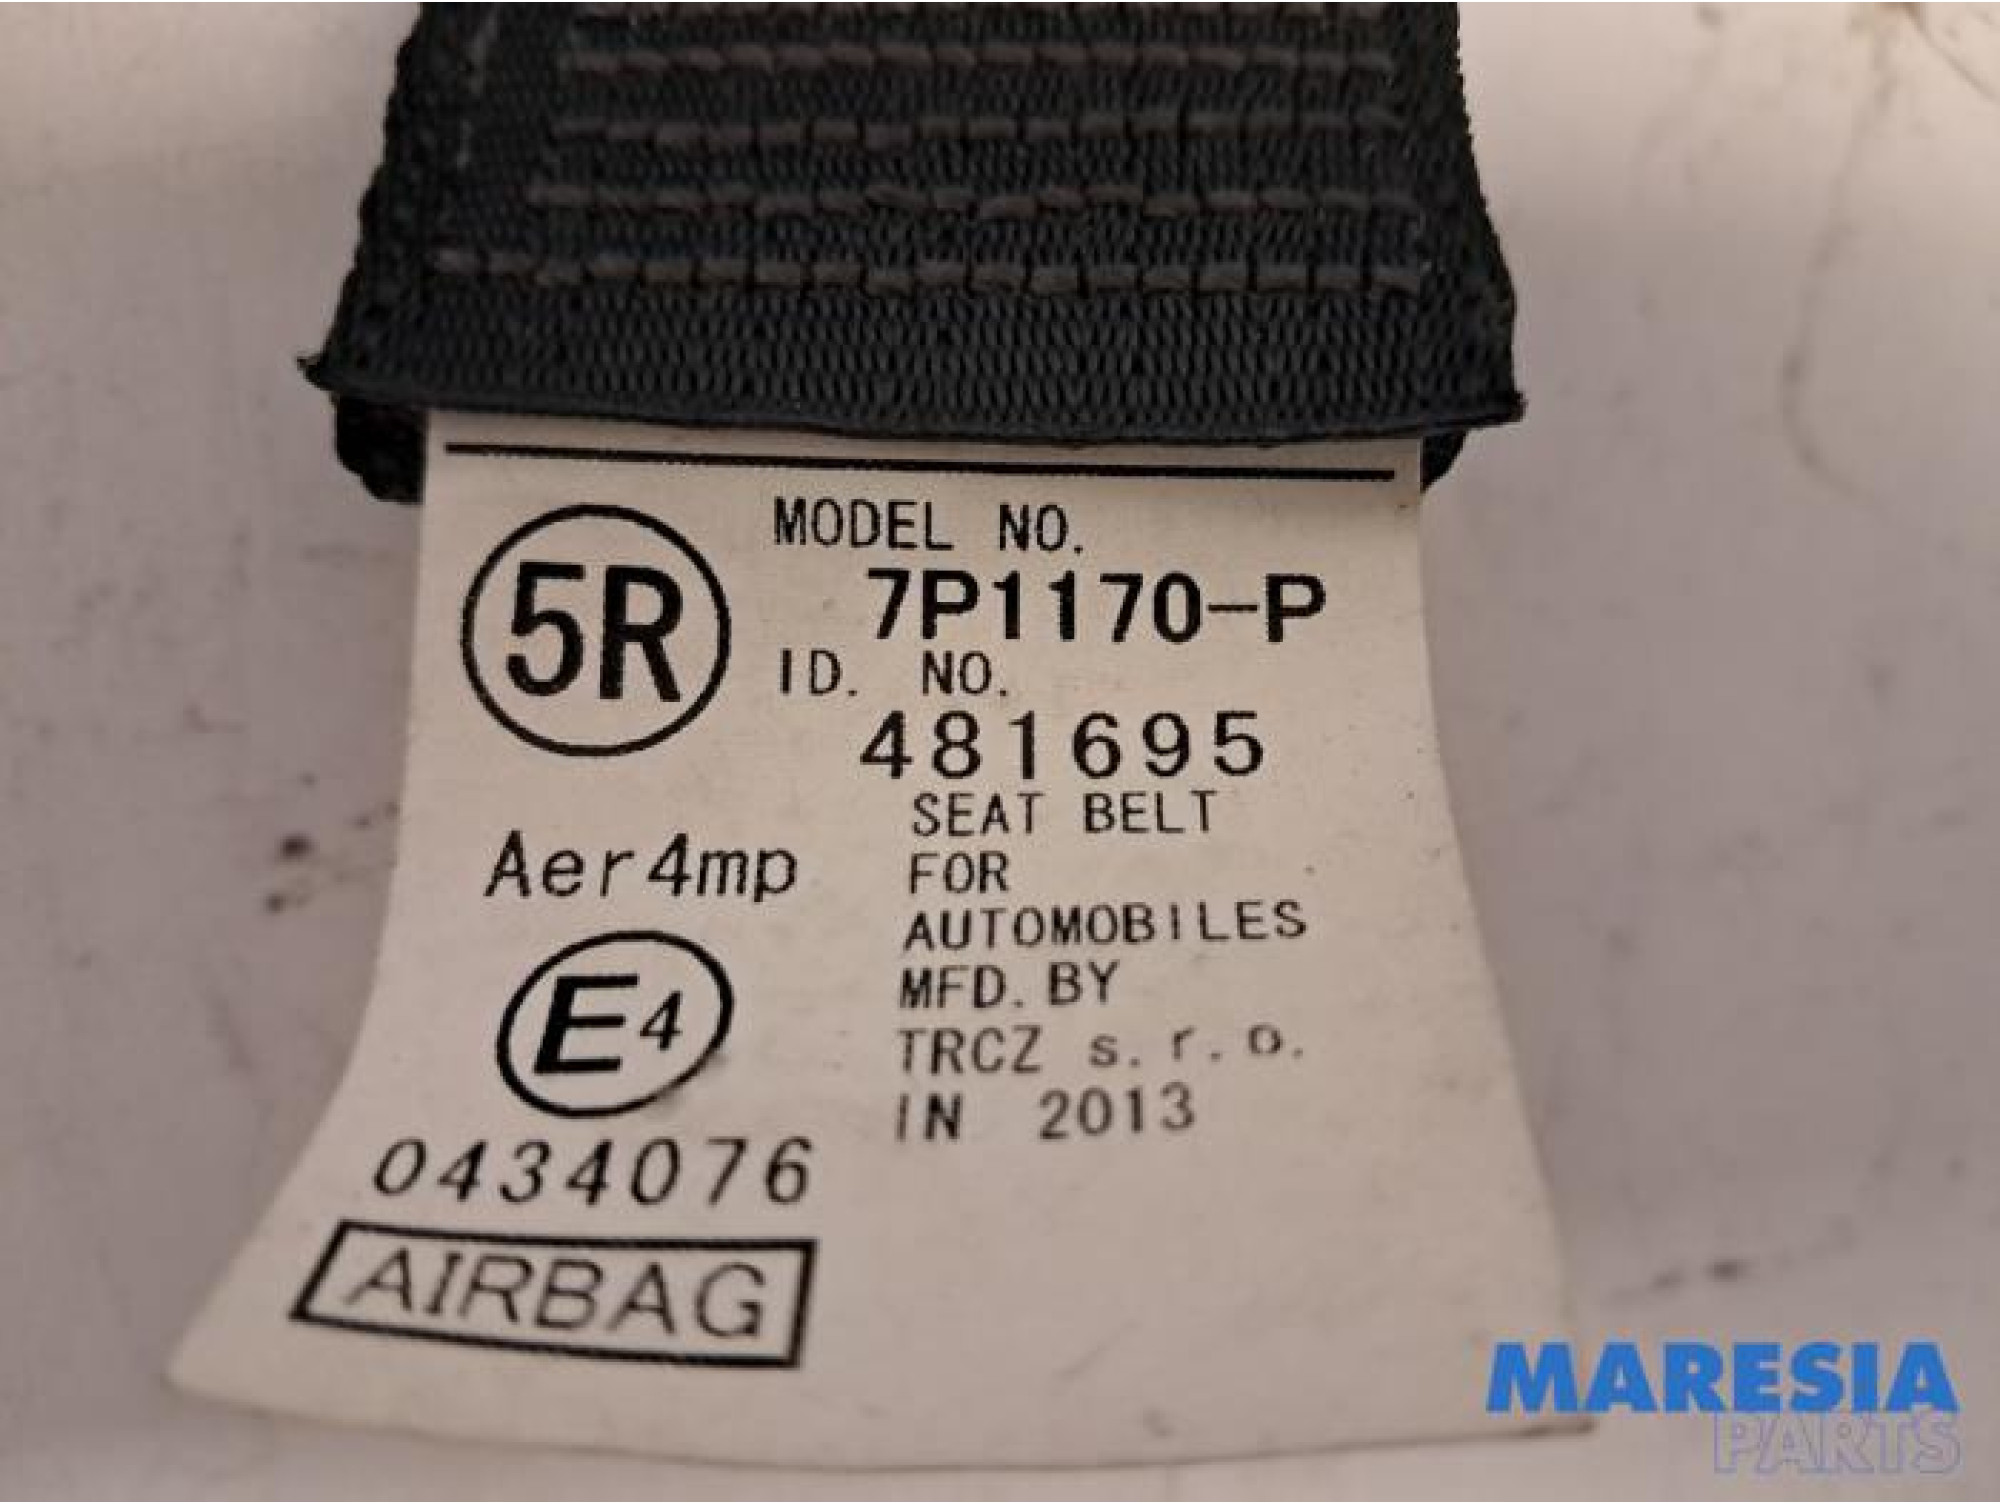 5R
MODEL NO.
7P1170-P
ID. NO.
481695
SEAT BELT
FOR
AUTOMOBILES
MFD. BY
TRCZ s.r.o.
IN 2013
Aer4mp
E4
0434076
AIRBAG
MARESIA
PARTS